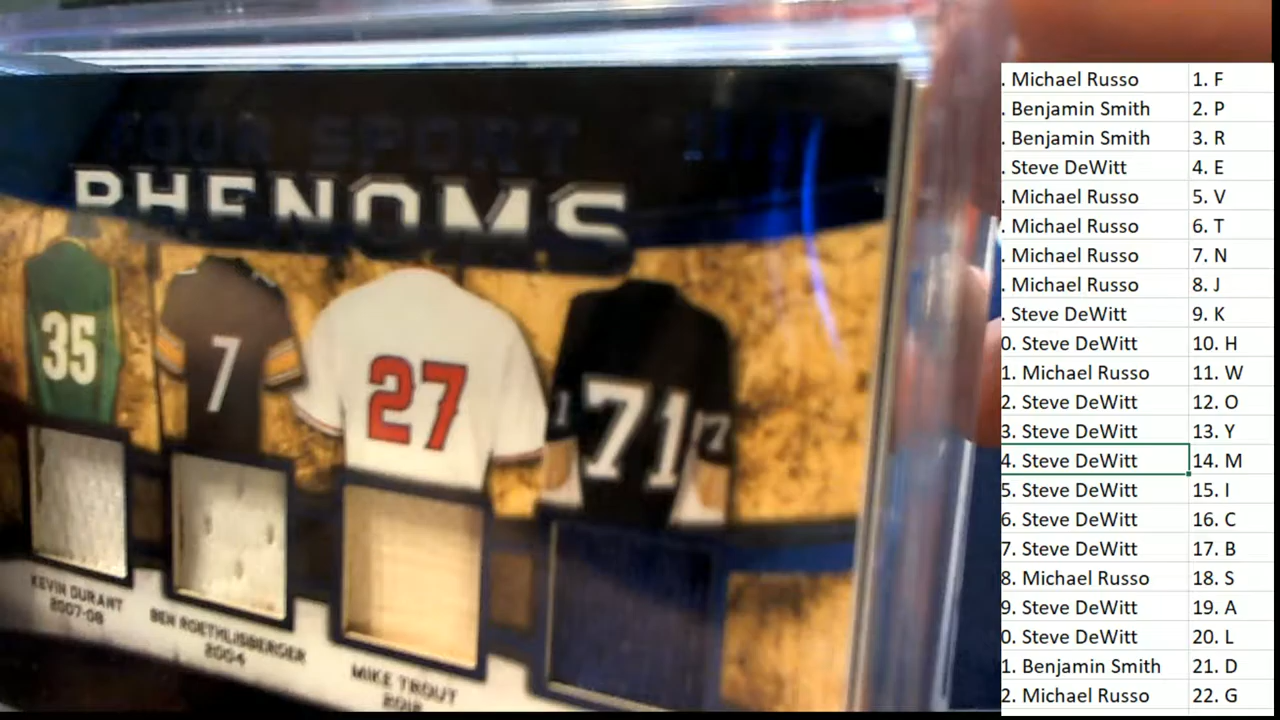 FOUR SPORT
PHENOMS
35
7
27
71
KEVIN DURANT
2007-08
BEN ROETHLISBERGER
2004
MIKE TROUT
2012
. Michael Russo 1. F
. Benjamin Smith 2. P
. Benjamin Smith 3. R
. Steve DeWitt 4. E
. Michael Russo 5. V
. Michael Russo 6. T
. Michael Russo 7. N
. Michael Russo 8. J
. Steve DeWitt 9. K
0. Steve DeWitt 10. H
1. Michael Russo 11. W
2. Steve DeWitt 12. O
3. Steve DeWitt 13. Y
4. Steve DeWitt 14. M
5. Steve DeWitt 15. I
6. Steve DeWitt 16. C
7. Steve DeWitt 17. B
8. Michael Russo 18. S
9. Steve DeWitt 19. A
0. Steve DeWitt 20. L
1. Benjamin Smith 21. D
2. Michael Russo 22. G